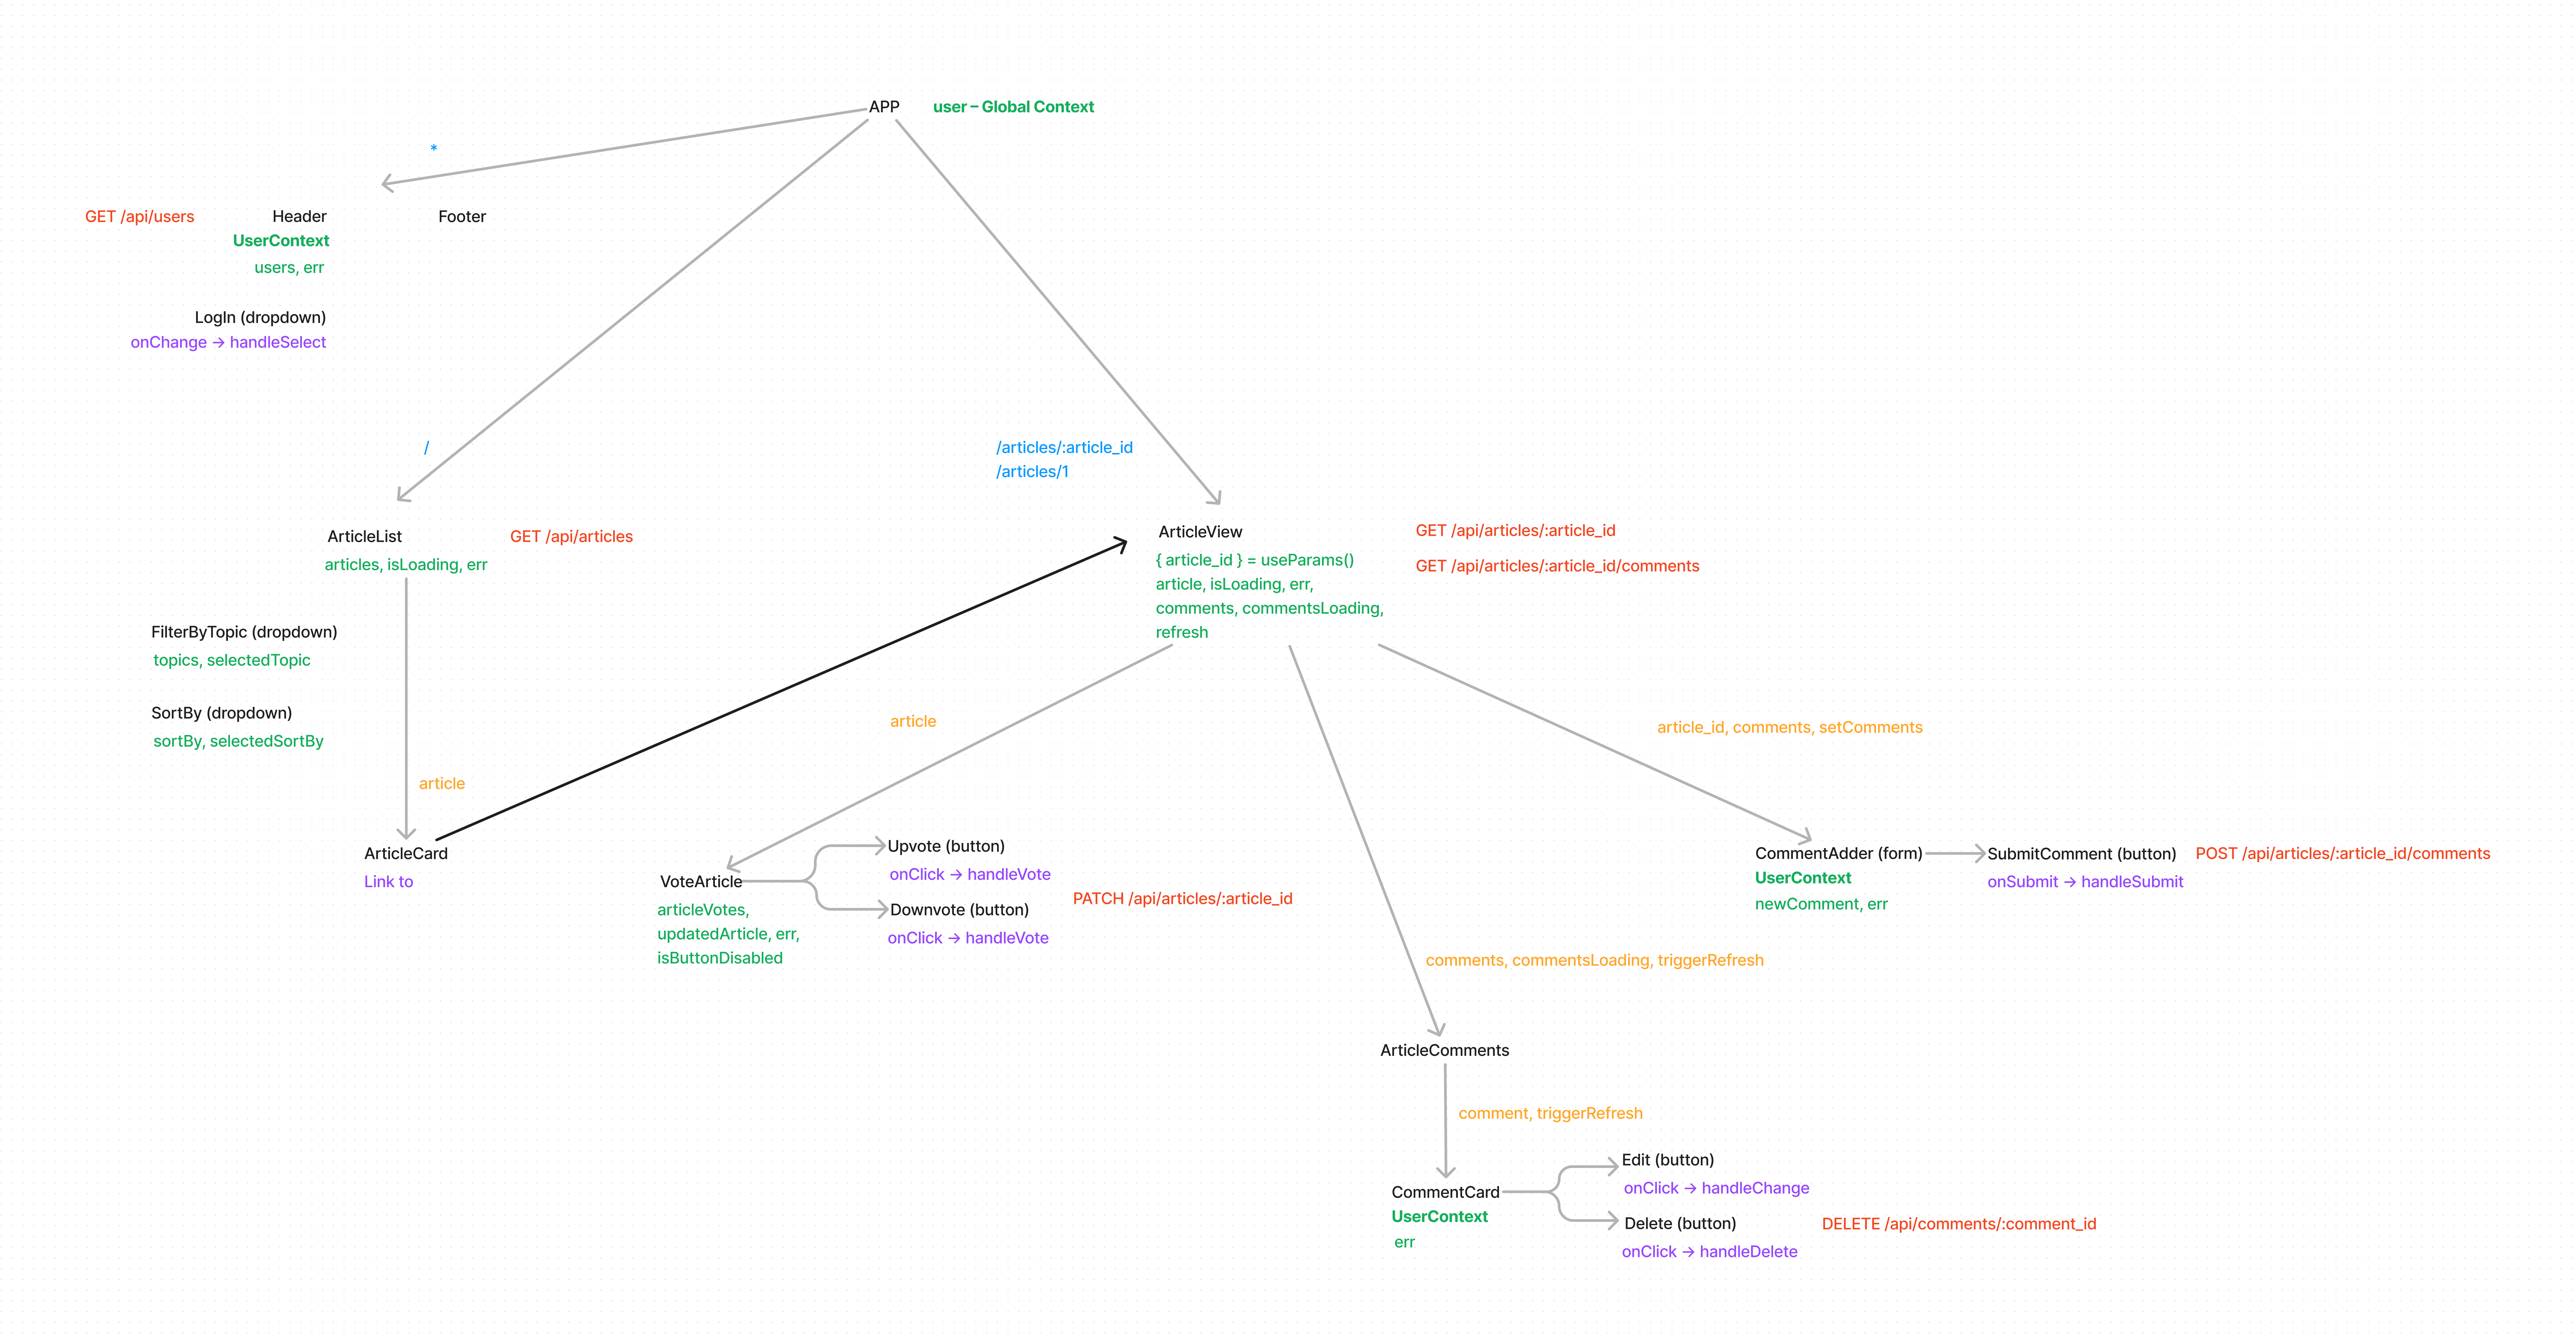 APP
user – Global Context
*
GET /api/users
Header
Footer
UserContext
users, err
LogIn (dropdown)
onChange → handleSelect
/
/articles/:article_id
/articles/1
ArticleList
GET /api/articles
articles, isLoading, err
FilterByTopic (dropdown)
topics, selectedTopic
SortBy (dropdown)
sortBy, selectedSortBy
article
ArticleCard
Link to
ArticleView
{ article_id } = useParams()
article, isLoading, err,
comments, commentsLoading,
refresh
GET /api/articles/:article_id
GET /api/articles/:article_id/comments
article
VoteArticle
articleVotes,
updatedArticle, err,
isButtonDisabled
Upvote (button)
onClick → handleVote
Downvote (button)
onClick → handleVote
PATCH /api/articles/:article_id
article_id, comments, setComments
CommentAdder (form)
UserContext
newComment, err
SubmitComment (button)
onSubmit → handleSubmit
POST /api/articles/:article_id/comments
comments, commentsLoading, triggerRefresh
ArticleComments
comment, triggerRefresh
CommentCard
UserContext
err
Edit (button)
onClick → handleChange
Delete (button)
onClick → handleDelete
DELETE /api/comments/:comment_id